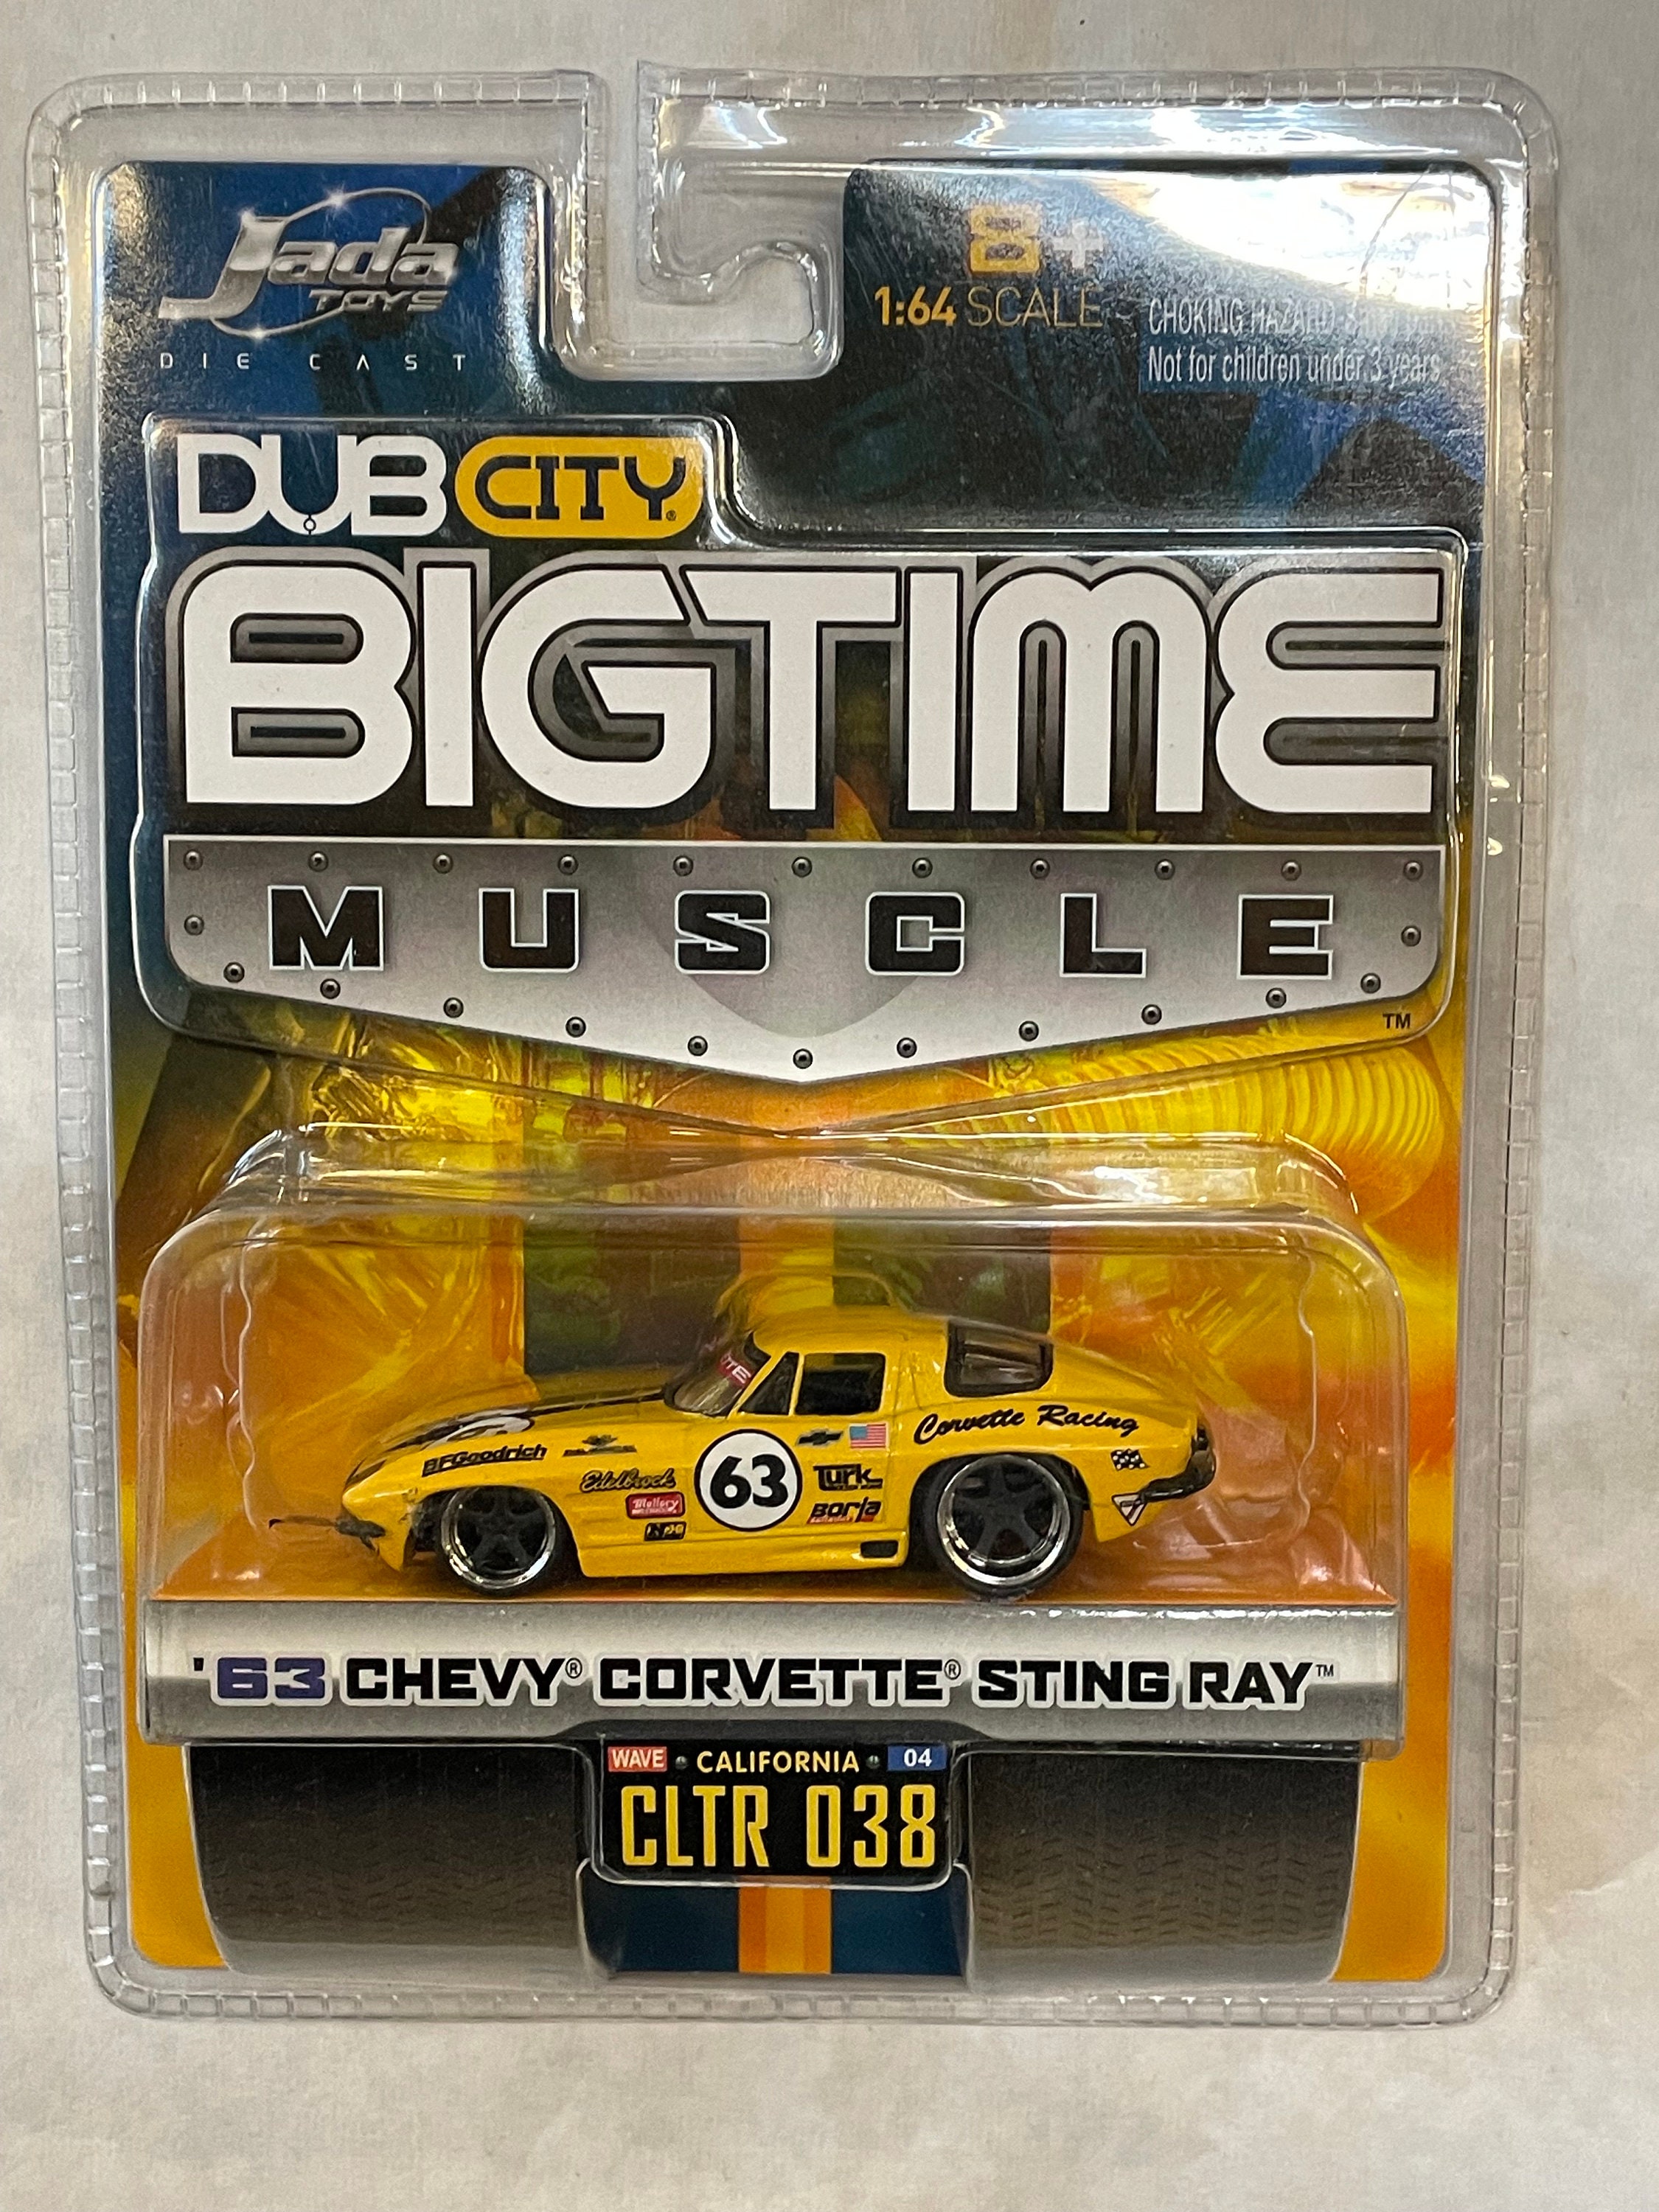 Jada
TOYS
DIE CAST
8+
1:64 SCALE
CHOKING HAZARD
Not for children under 3 years
DUB CITY®
BIGTIME
MUSCLE
TM
BFGoodrich
Edelbrock
Mallory
63
Turk
Borla
Corvette Racing
'63 CHEVY® CORVETTE® STING RAY™
WAVE • CALIFORNIA • 04
CLTR 038